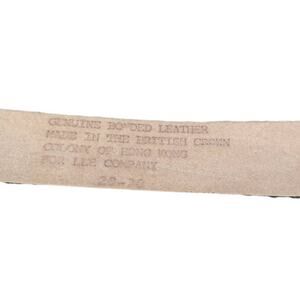 GENUINE BONDED LEATHER
MADE IN THE BRITISH CROWN
COLONY OF HONG KONG
FOR LEE COMPANY